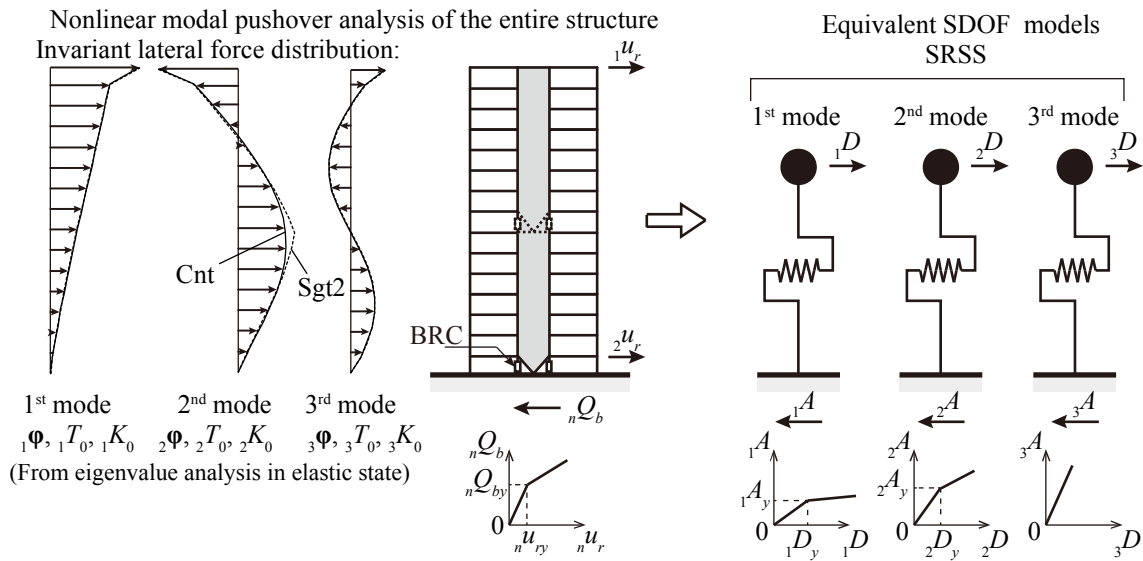 Nonlinear modal pushover analysis of the entire structure
Invariant lateral force distribution:
Cnt
Sgt2
1st mode
2nd mode
3rd mode
₁φ, ₁T₀, ₁K₀
₂φ, ₂T₀, ₂K₀
₃φ, ₃T₀, ₃K₀
(From eigenvalue analysis in elastic state)
₁uᵣ
BRC
₂uᵣ
ₙQ_b
ₙQ_b
ₙQ_by
0
ₙu_ry
ₙuᵣ
Equivalent SDOF models
SRSS
1st mode
2nd mode
3rd mode
₁D
₂D
₃D
₁A
₂A
₃A
₁A
₁A_y
0
₁D_y
₁D
₂A
₂A_y
0
₂D_y
₂D
₃A
0
₃D